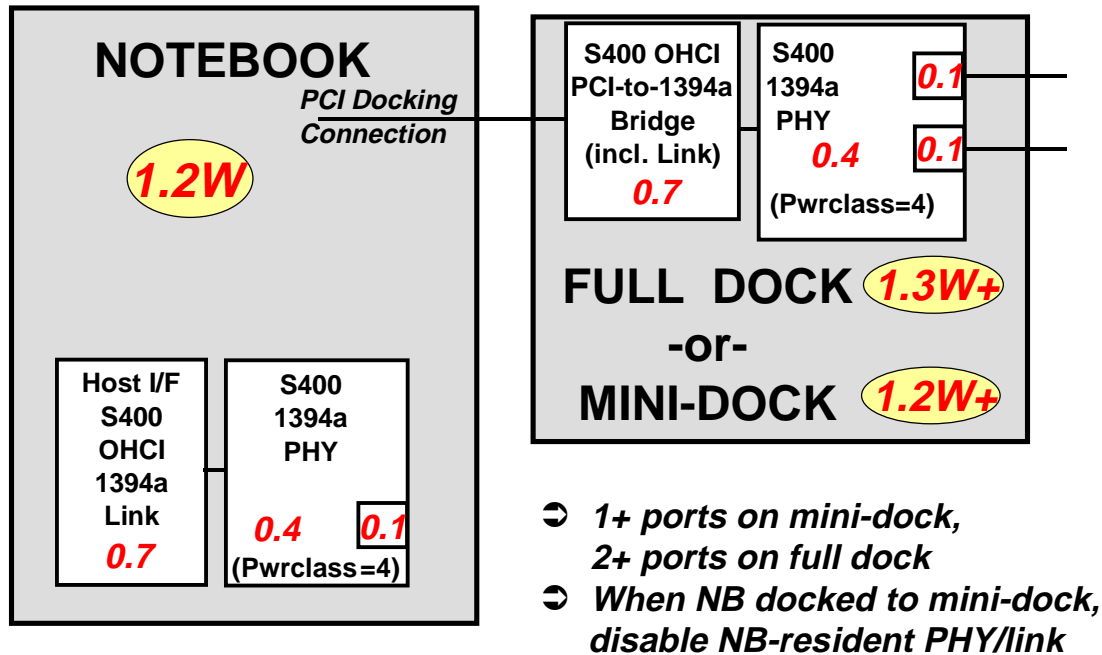 NOTEBOOK
PCI Docking
Connection
1.2W
Host I/F
S400
OHCI
1394a
Link
0.7
S400
1394a
PHY
0.4
0.1
(Pwrclass=4)
S400 OHCI
PCI-to-1394a
Bridge
(incl. Link)
0.7
S400
1394a
PHY
0.4
0.1
0.1
(Pwrclass=4)
FULL DOCK 1.3W+
-or-
MINI-DOCK 1.2W+
➲ 1+ ports on mini-dock,
2+ ports on full dock
➲ When NB docked to mini-dock,
disable NB-resident PHY/link